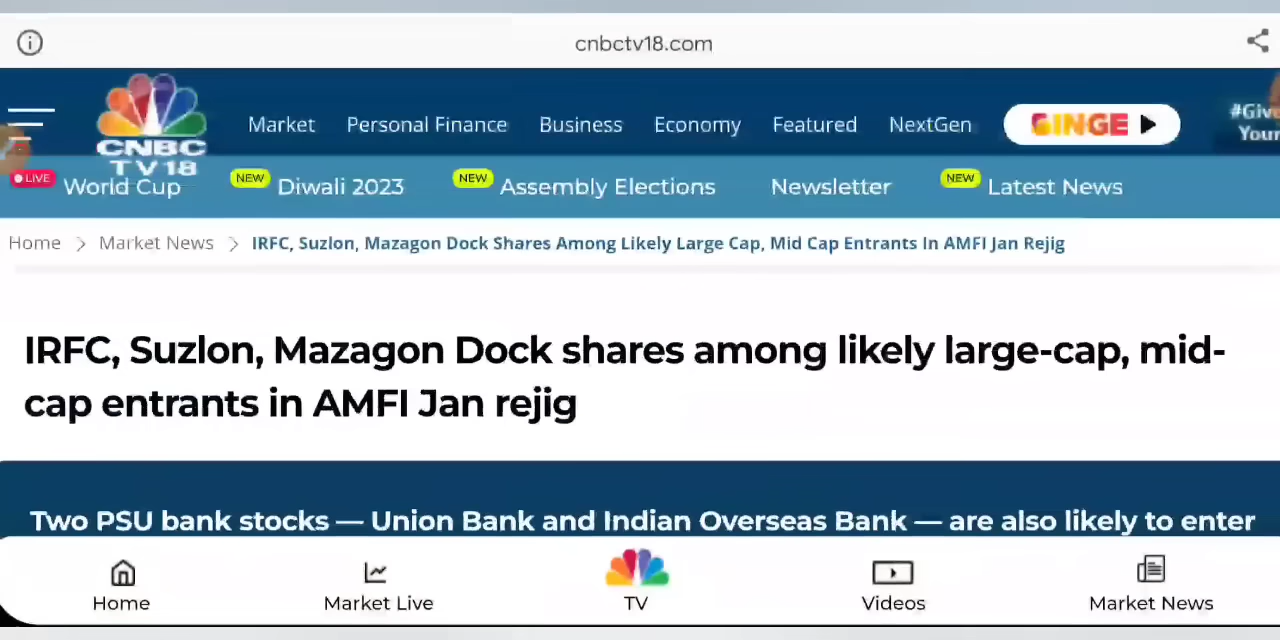 cnbctv18.com
CNBC
TV18
Market Personal Finance Business Economy Featured NextGen BINGE
#Give
Your
LIVE World Cup NEW Diwali 2023 NEW Assembly Elections Newsletter NEW Latest News
Home > Market News > IRFC, Suzlon, Mazagon Dock Shares Among Likely Large Cap, Mid Cap Entrants In AMFI Jan Rejig
IRFC, Suzlon, Mazagon Dock shares among likely large-cap, mid-
cap entrants in AMFI Jan rejig
Two PSU bank stocks — Union Bank and Indian Overseas Bank — are also likely to enter
Home Market Live TV Videos Market News